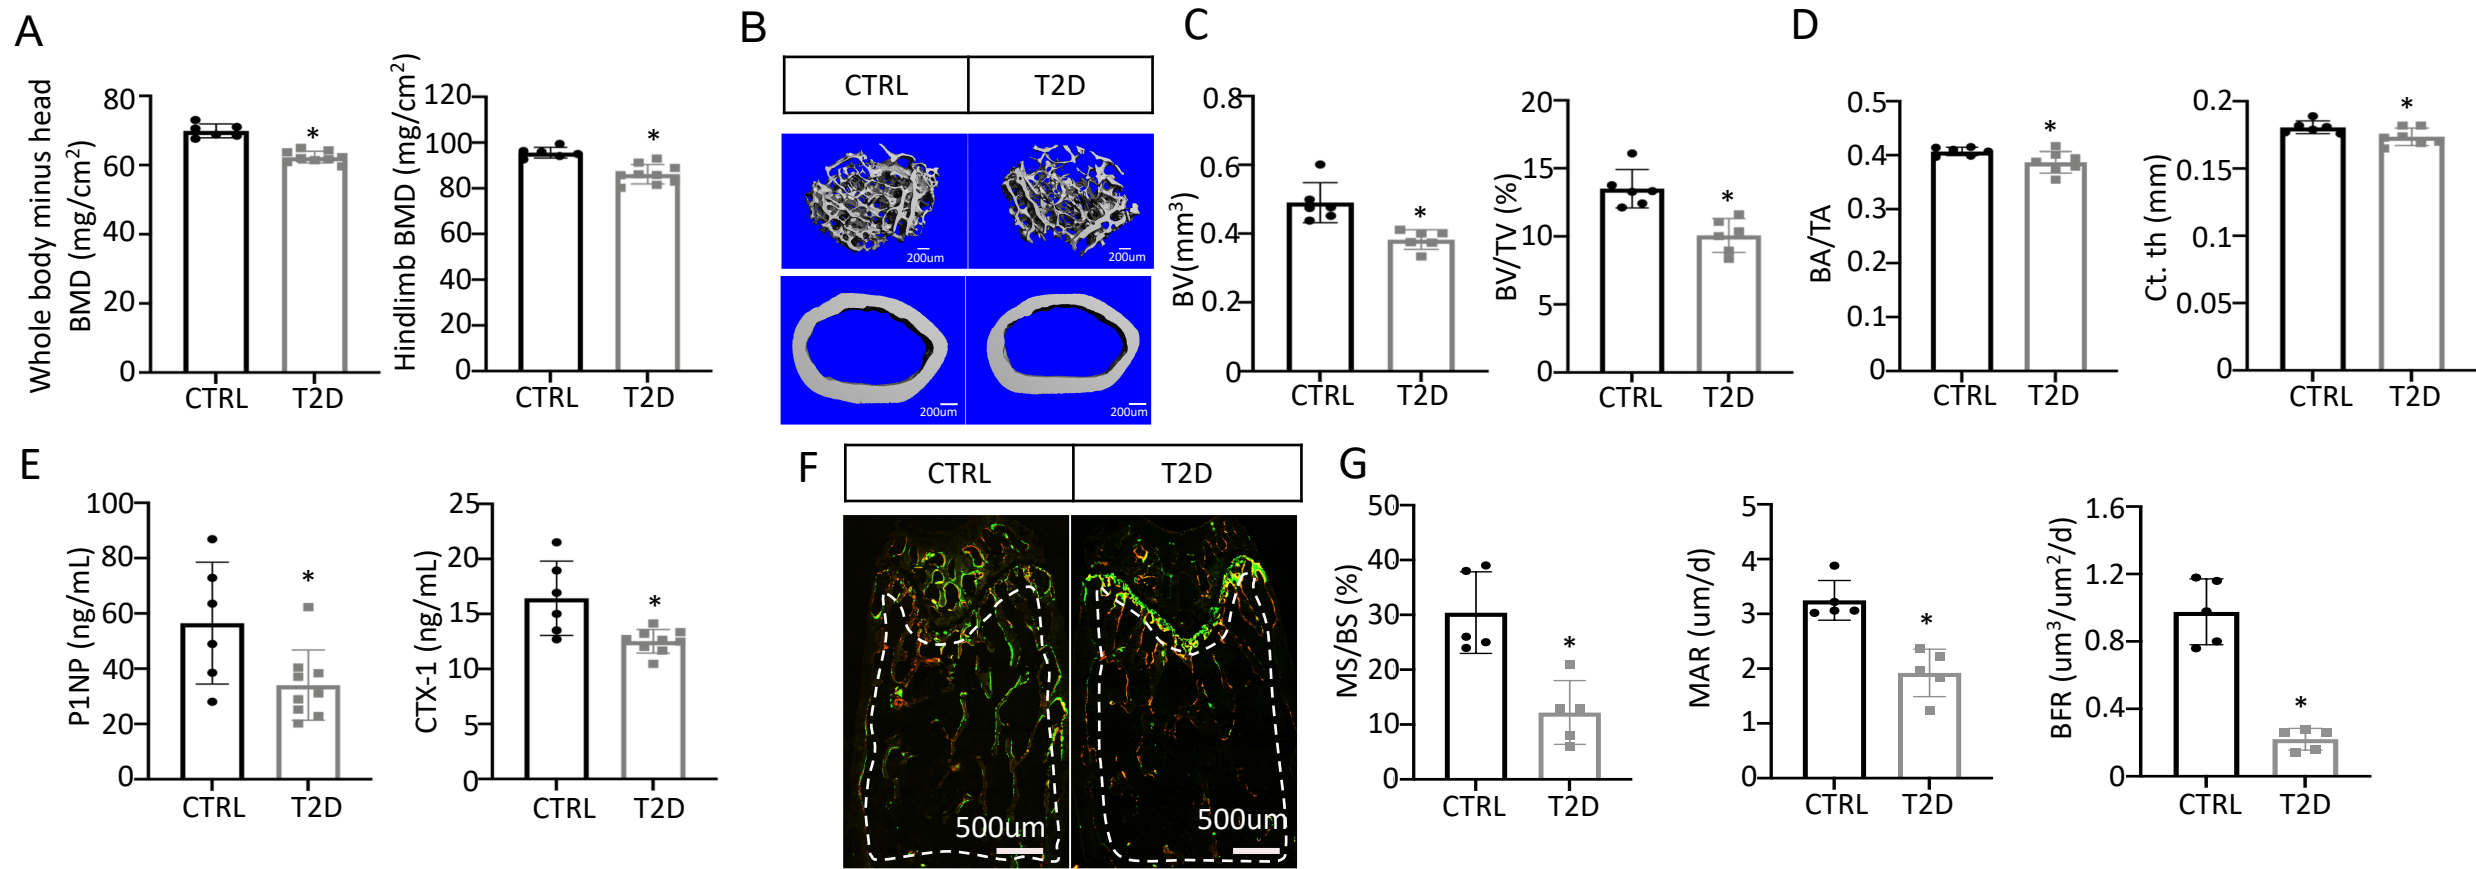 A
Whole body minus head
BMD (mg/cm²)
80
60
40
20
0
CTRL
T2D
*
Hindlimb BMD (mg/cm²)
120
100
80
60
40
20
0
CTRL
T2D
*
B
CTRL
T2D
200um
200um
200um
200um
C
BV(mm³)
0.8
0.6
0.4
0.2
0
CTRL
T2D
*
BV/TV (%)
20
15
10
5
0
CTRL
T2D
*
D
BA/TA
0.5
0.4
0.3
0.2
0.1
0
CTRL
T2D
*
Ct. th (mm)
0.2
0.15
0.1
0.05
0
CTRL
T2D
*
E
P1NP (ng/mL)
100
80
60
40
20
0
CTRL
T2D
*
CTX-1 (ng/mL)
25
20
15
10
5
0
CTRL
T2D
*
F
CTRL
T2D
500um
500um
G
MS/BS (%)
50
40
30
20
10
0
CTRL
T2D
*
MAR (um/d)
5
4
3
2
1
0
CTRL
T2D
*
BFR (um³/um²/d)
1.6
1.2
0.8
0.4
0
CTRL
T2D
*